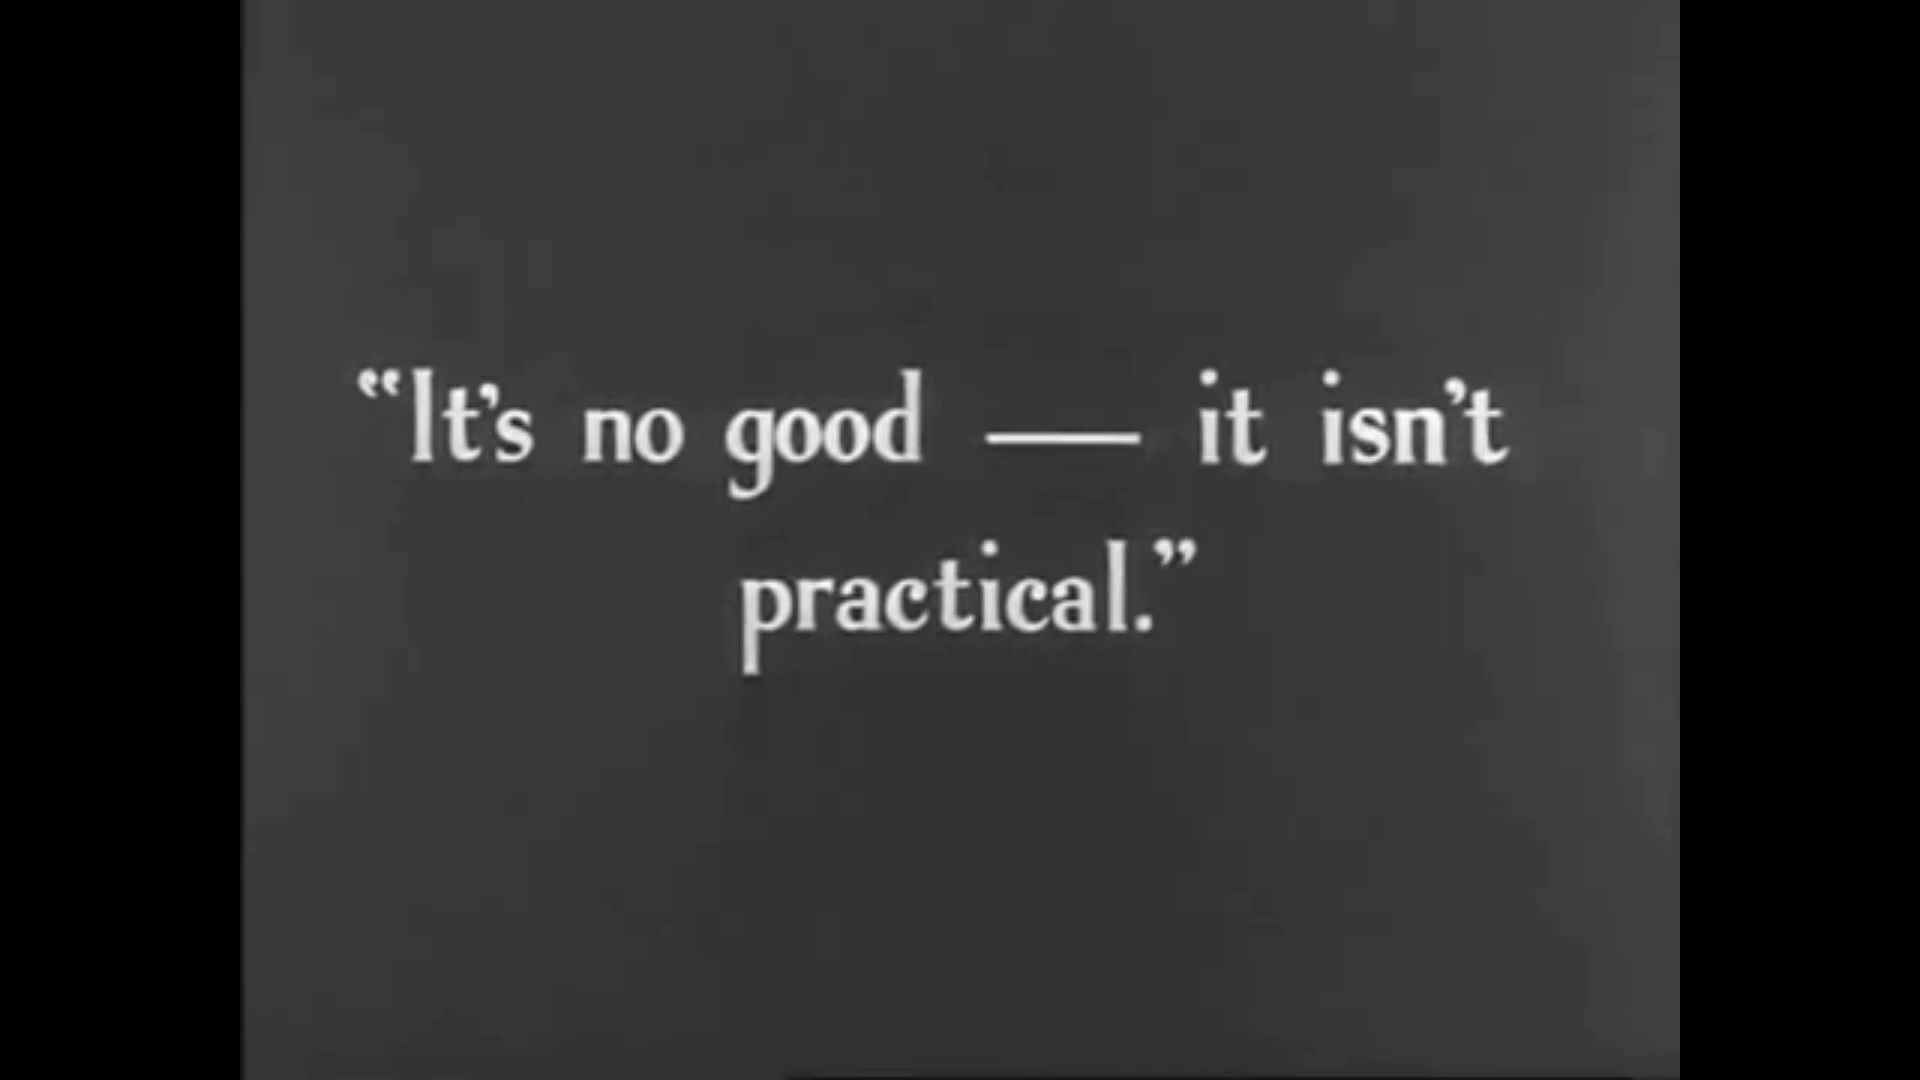 “It’s no good — it isn’t
practical.”